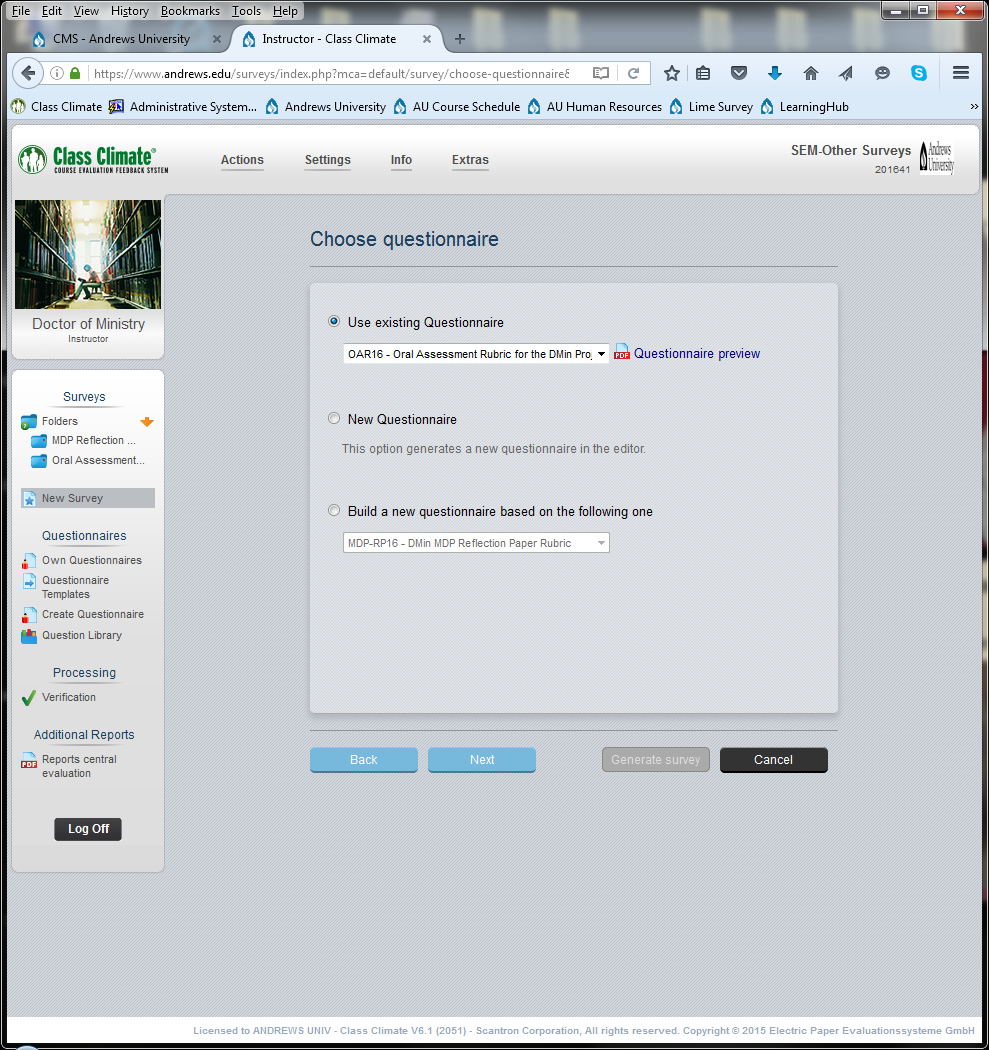 File Edit View History Bookmarks Tools Help
CMS - Andrews University
Instructor - Class Climate
https://www.andrews.edu/surveys/index.php?mca=default/survey/choose-questionnaire&
Class Climate Administrative System... Andrews University AU Course Schedule AU Human Resources Lime Survey LearningHub »
Class Climate®
COURSE EVALUATION FEEDBACK SYSTEM
Actions Settings Info Extras
SEM-Other Surveys
201641
Andrews University
Doctor of Ministry
Instructor
Surveys
Folders
MDP Reflection ...
Oral Assessment...
New Survey
Questionnaires
Own Questionnaires
Questionnaire
Templates
Create Questionnaire
Question Library
Processing
Verification
Additional Reports
PDF Reports central
evaluation
Log Off
Choose questionnaire
Use existing Questionnaire
OAR16 - Oral Assessment Rubric for the DMin Proj PDF Questionnaire preview
New Questionnaire
This option generates a new questionnaire in the editor.
Build a new questionnaire based on the following one
MDP-RP16 - DMin MDP Reflection Paper Rubric
Back Next Generate survey Cancel
Licensed to ANDREWS UNIV - Class Climate V6.1 (2051) - Scantron Corporation, All rights reserved. Copyright © 2015 Electric Paper Evaluationssysteme GmbH